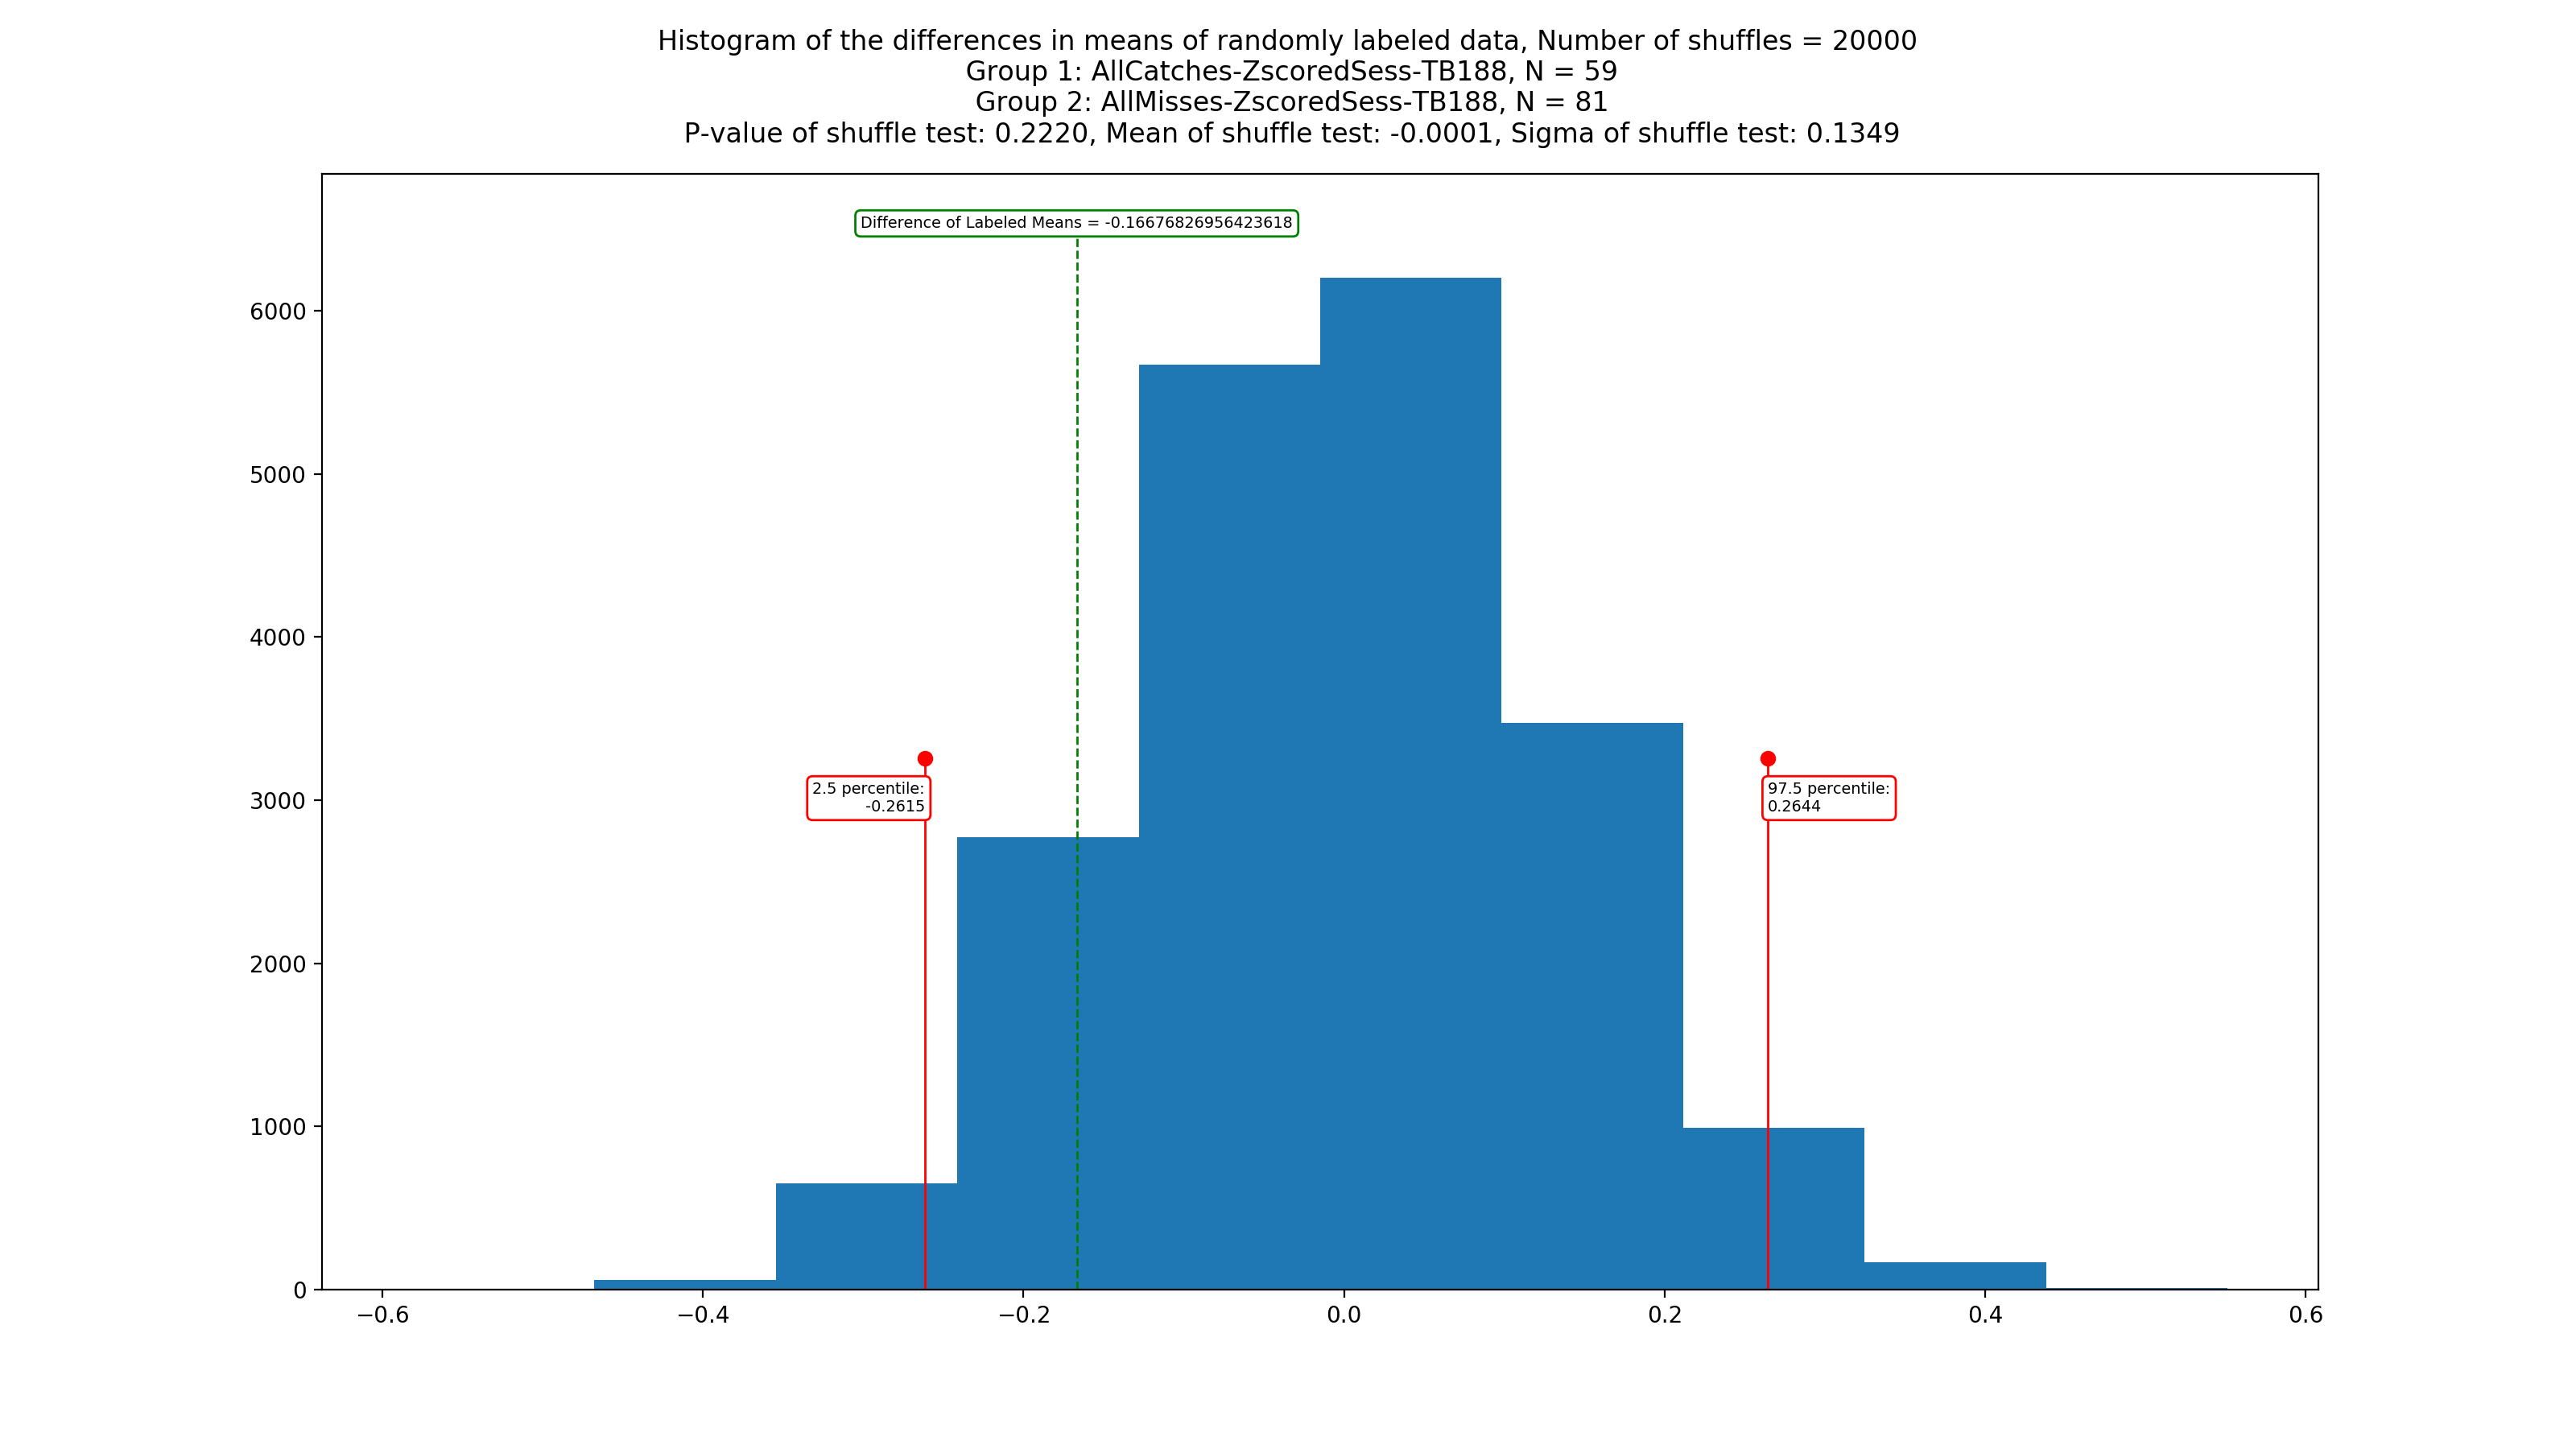 Histogram of the differences in means of randomly labeled data, Number of shuffles = 20000
Group 1: AllCatches-ZscoredSess-TB188, N = 59
Group 2: AllMisses-ZscoredSess-TB188, N = 81
P-value of shuffle test: 0.2220, Mean of shuffle test: -0.0001, Sigma of shuffle test: 0.1349
Difference of Labeled Means = -0.16676826956423618
6000
5000
4000
3000
2000
1000
0
2.5 percentile:
-0.2615
97.5 percentile:
0.2644
−0.6
−0.4
−0.2
0.0
0.2
0.4
0.6